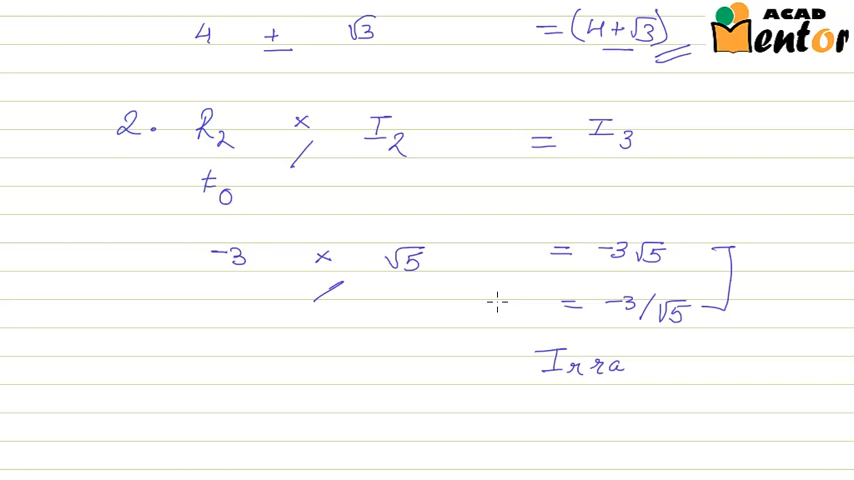 4 ± √3 = (4+√3)
ACAD
Mentor
2. R₂ × I₂ = I₃
/
≠0
-3 × √5 = -3√5
/ = -3/√5
Irra